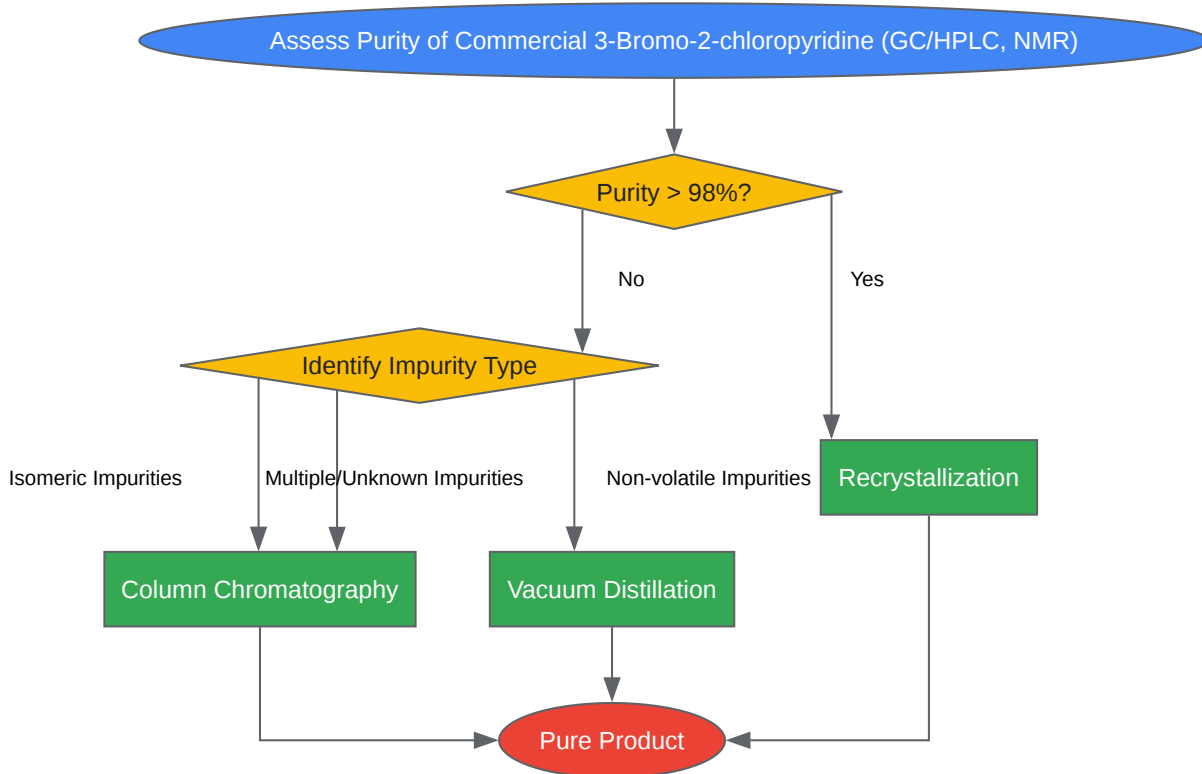 Assess Purity of Commercial 3-Bromo-2-chloropyridine (GC/HPLC, NMR)
Purity > 98%?
No
Yes
Identify Impurity Type
Isomeric Impurities
Multiple/Unknown Impurities
Non-volatile Impurities
Recrystallization
Column Chromatography
Vacuum Distillation
Pure Product